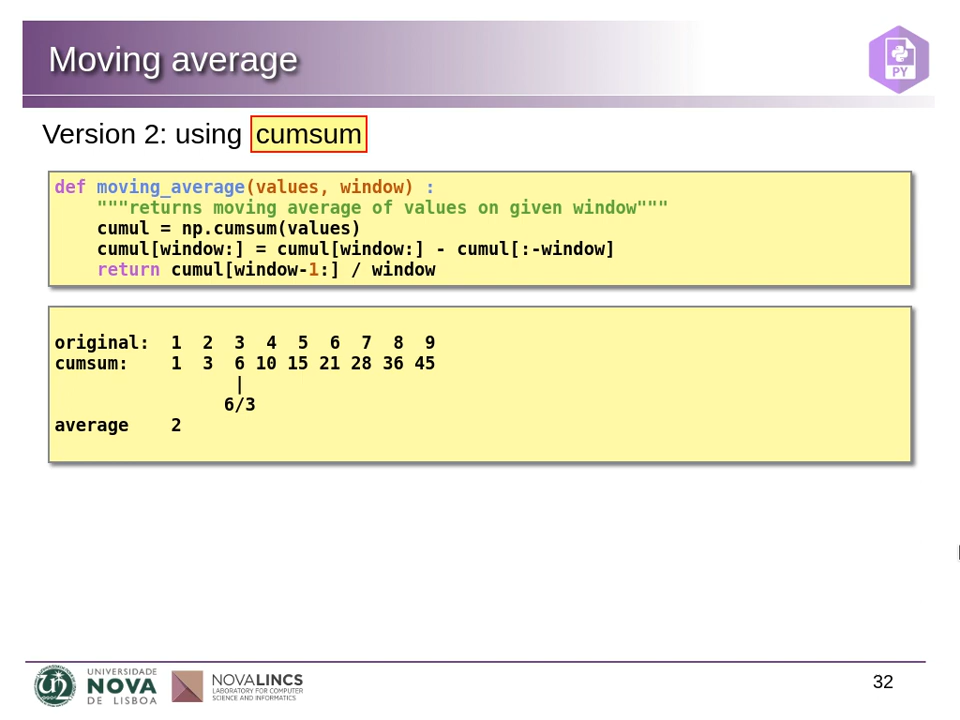 Moving average
PY
Version 2: using cumsum
def moving_average(values, window) :
    """returns moving average of values on given window"""
    cumul = np.cumsum(values)
    cumul[window:] = cumul[window:] - cumul[:-window]
    return cumul[window-1:] / window
original:  1  2  3  4  5  6  7  8  9
cumsum:    1  3  6 10 15 21 28 36 45
                 |
                6/3
average    2
UNIVERSIDADE
NOVA
DE LISBOA
NOVALINCS
LABORATORY FOR COMPUTER
SCIENCE AND INFORMATICS
32